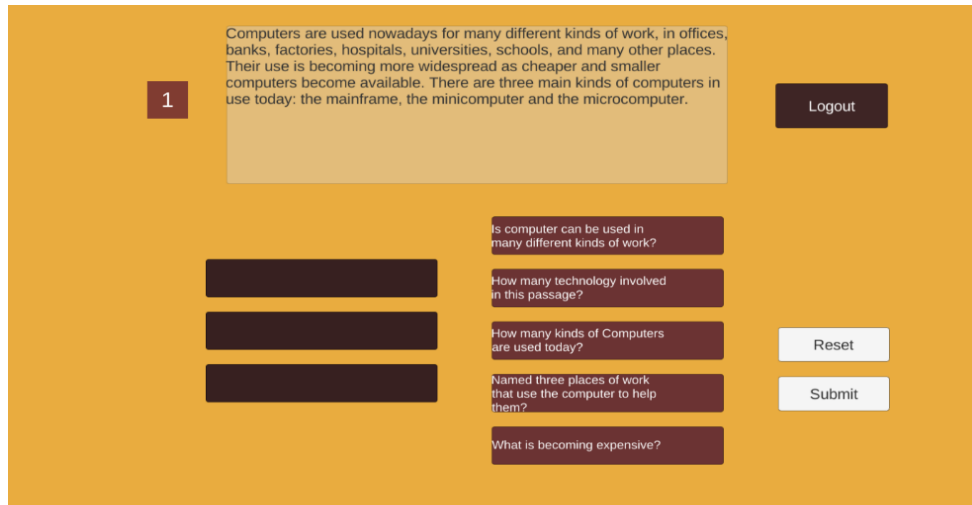 Computers are used nowadays for many different kinds of work, in offices,
banks, factories, hospitals, universities, schools, and many other places.
Their use is becoming more widespread as cheaper and smaller
computers become available. There are three main kinds of computers in
use today: the mainframe, the minicomputer and the microcomputer.
1
Logout
Is computer can be used in
many different kinds of work?
How many technology involved
in this passage?
How many kinds of Computers
are used today?
Named three places of work
that use the computer to help
them?
What is becoming expensive?
Reset
Submit